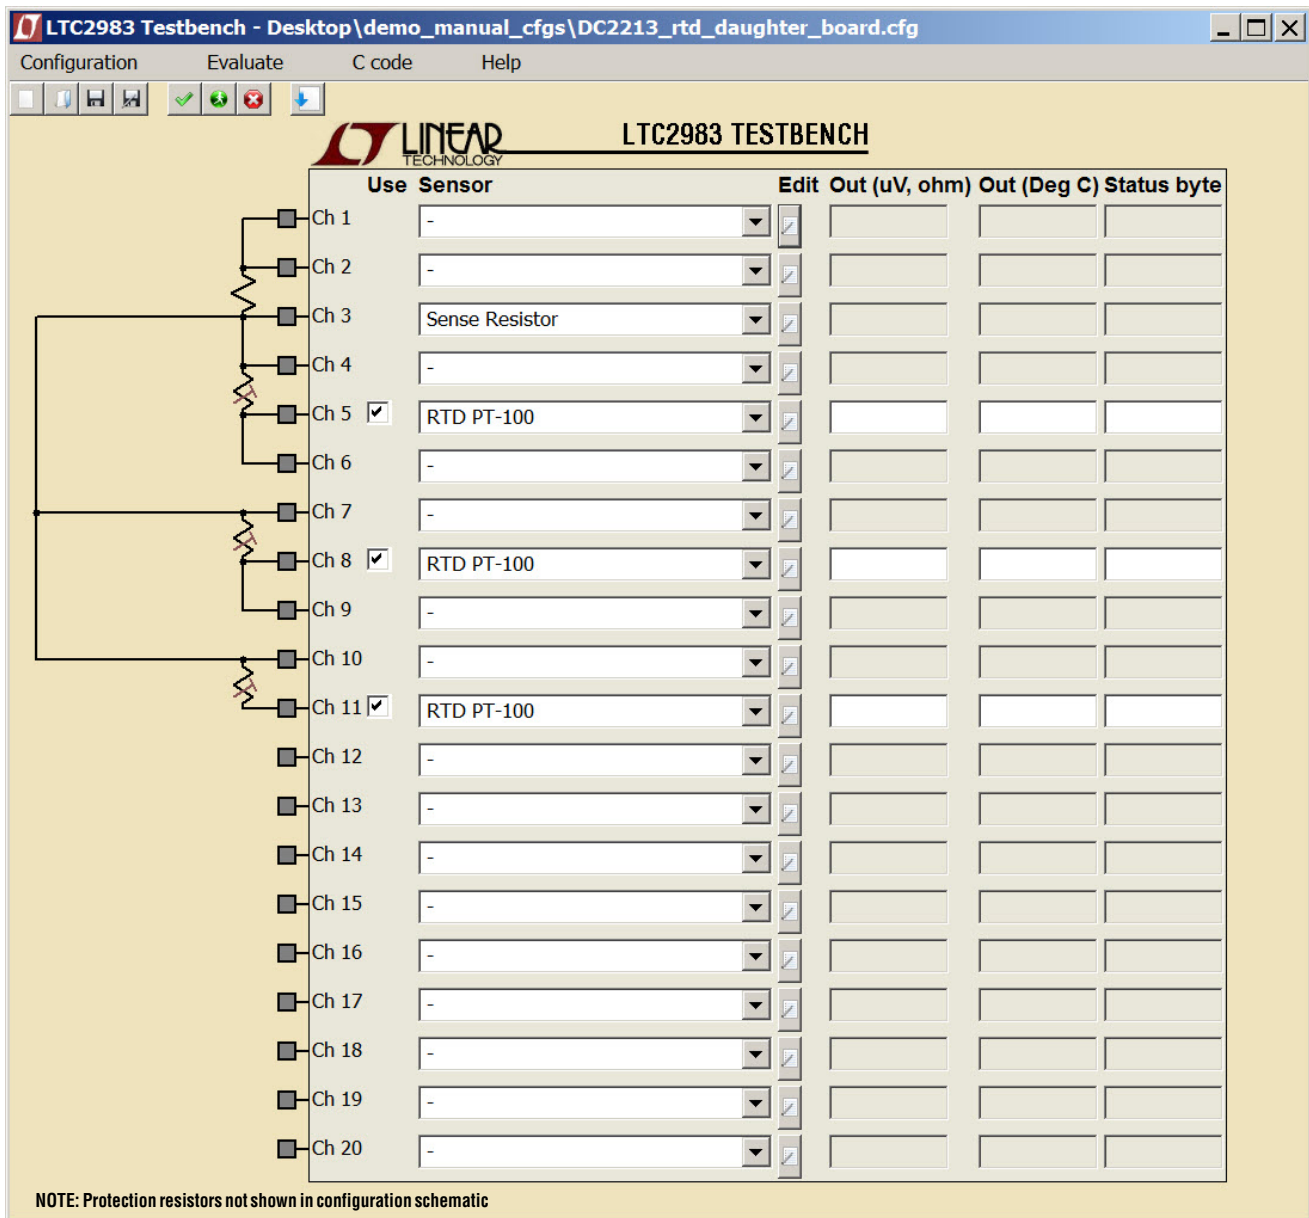 LTC2983 Testbench - Desktop\demo_manual_cfgs\DC2213_rtd_daughter_board.cfg
Configuration Evaluate C code Help
LINEAR TECHNOLOGY
LTC2983 TESTBENCH
Use Sensor Edit Out (uV, ohm) Out (Deg C) Status byte
Ch 1 -
Ch 2 -
Ch 3 Sense Resistor
Ch 4 -
Ch 5 RTD PT-100
Ch 6 -
Ch 7 -
Ch 8 RTD PT-100
Ch 9 -
Ch 10 -
Ch 11 RTD PT-100
Ch 12 -
Ch 13 -
Ch 14 -
Ch 15 -
Ch 16 -
Ch 17 -
Ch 18 -
Ch 19 -
Ch 20 -
NOTE: Protection resistors not shown in configuration schematic